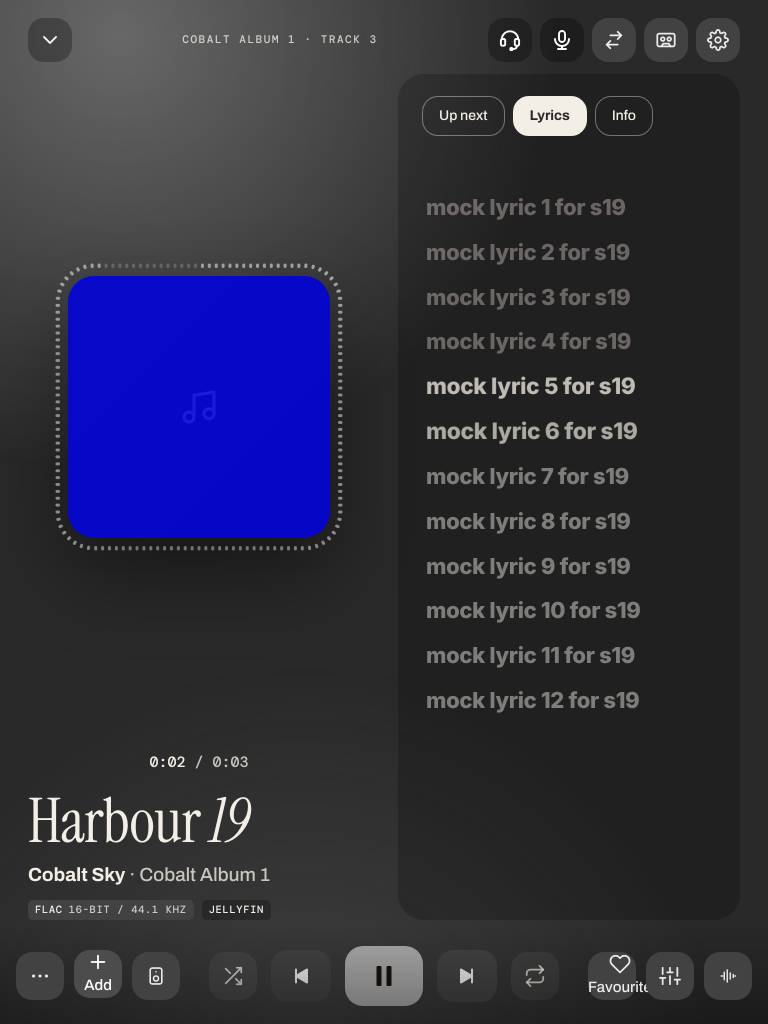 COBALT ALBUM 1 · TRACK 3
Up next
Lyrics
Info
mock lyric 1 for s19
mock lyric 2 for s19
mock lyric 3 for s19
mock lyric 4 for s19
mock lyric 5 for s19
mock lyric 6 for s19
mock lyric 7 for s19
mock lyric 8 for s19
mock lyric 9 for s19
mock lyric 10 for s19
mock lyric 11 for s19
mock lyric 12 for s19
0:02 / 0:03
Harbour 19
Cobalt Sky · Cobalt Album 1
FLAC 16-BIT / 44.1 KHZ
JELLYFIN
Add
Favourite